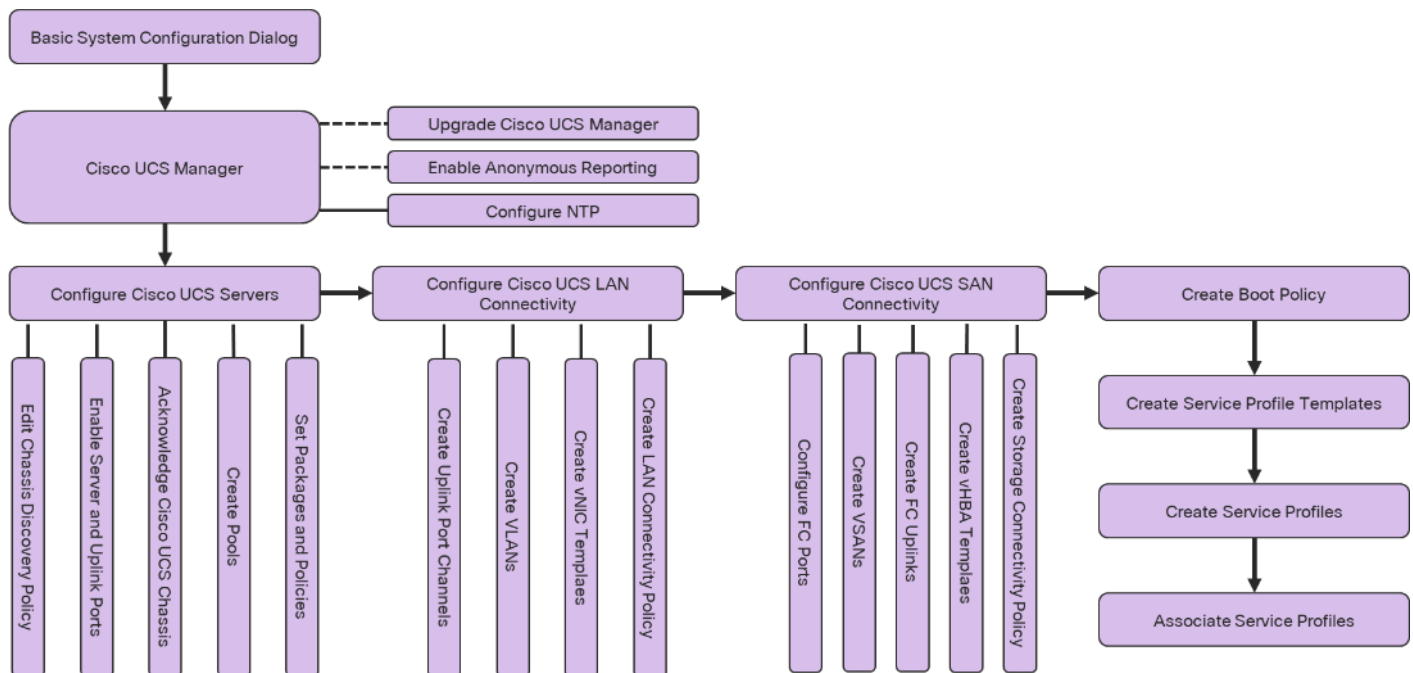 Basic System Configuration Dialog
Cisco UCS Manager
Upgrade Cisco UCS Manager
Enable Anonymous Reporting
Configure NTP
Configure Cisco UCS Servers
Configure Cisco UCS LAN
Connectivity
Configure Cisco UCS SAN
Connectivity
Create Boot Policy
Edit Chassis Discovery Policy
Enable Server and Uplink Ports
Acknowledge Cisco UCS Chassis
Create Pools
Set Packages and Policies
Create Uplink Port Channels
Create VLANs
Create vNIC Templaes
Create LAN Connectivity Policy
Configure FC Ports
Create VSANs
Create FC Uplinks
Create vHBA Templaes
Create Storage Connectivity Policy
Create Service Profile Templates
Create Service Profiles
Associate Service Profiles